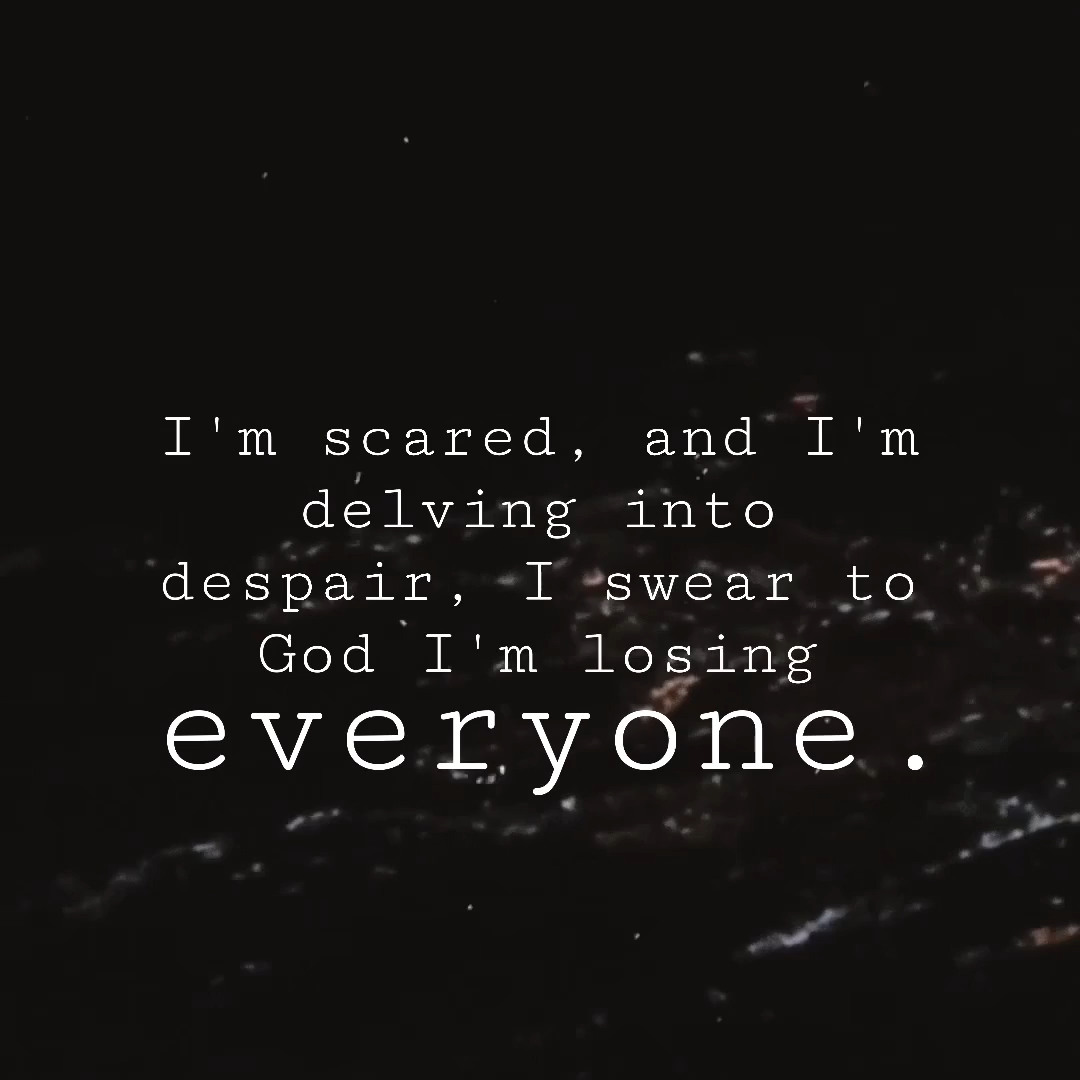 I'm scared, and I'm
delving into
despair, I swear to
God I'm losing
everyone.